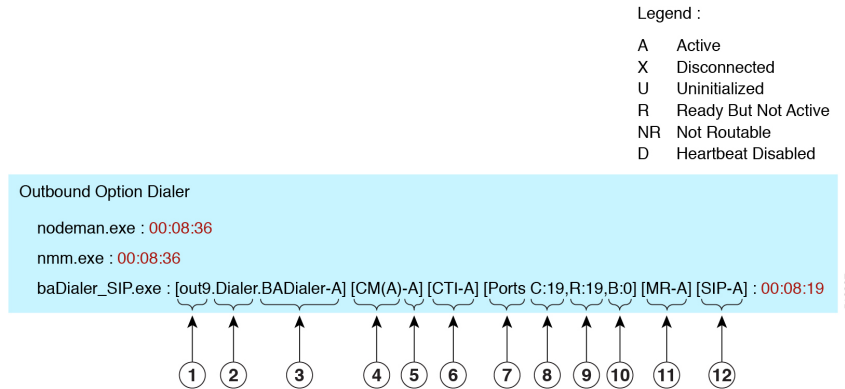 Legend :
A Active
X Disconnected
U Uninitialized
R Ready But Not Active
NR Not Routable
D Heartbeat Disabled
Outbound Option Dialer
nodeman.exe : 00:08:36
nmm.exe : 00:08:36
baDialer_SIP.exe : [out9.Dialer.BADialer-A] [CM(A)-A] [CTI-A] [Ports C:19,R:19,B:0] [MR-A] [SIP-A] : 00:08:19
1 2 3 4 5 6 7 8 9 10 11 12